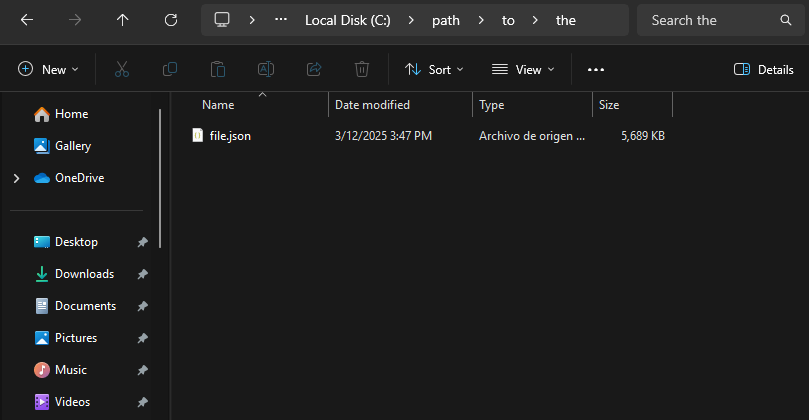 Local Disk (C:) path to the
Search the
New
Sort
View
Details
Name Date modified Type Size
file.json 3/12/2025 3:47 PM Archivo de origen ... 5,689 KB
Home
Gallery
OneDrive
Desktop
Downloads
Documents
Pictures
Music
Videos